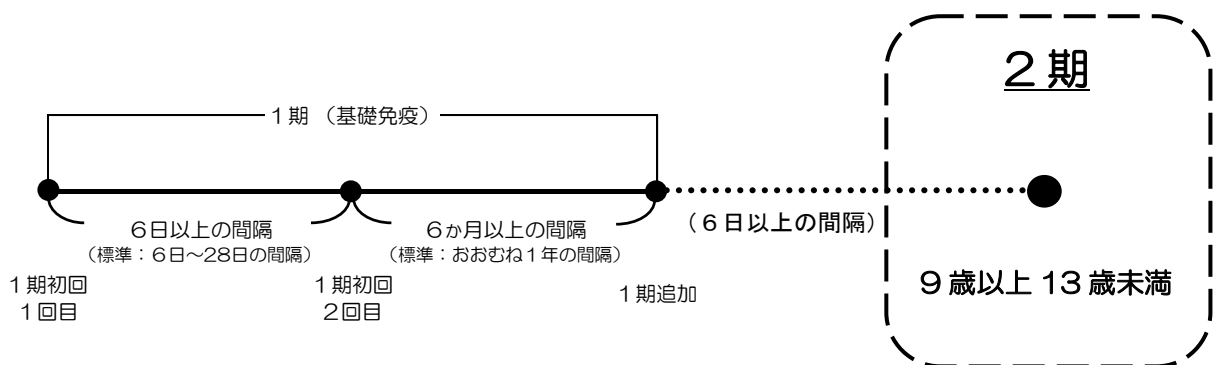 ２期
１期 （基礎免疫）
６日以上の間隔
（標準：６日～28日の間隔）
６か月以上の間隔
（標準：おおむね１年の間隔）
（６日以上の間隔）
９歳以上 13 歳未満
１期初回
１回目
１期初回
２回目
１期追加